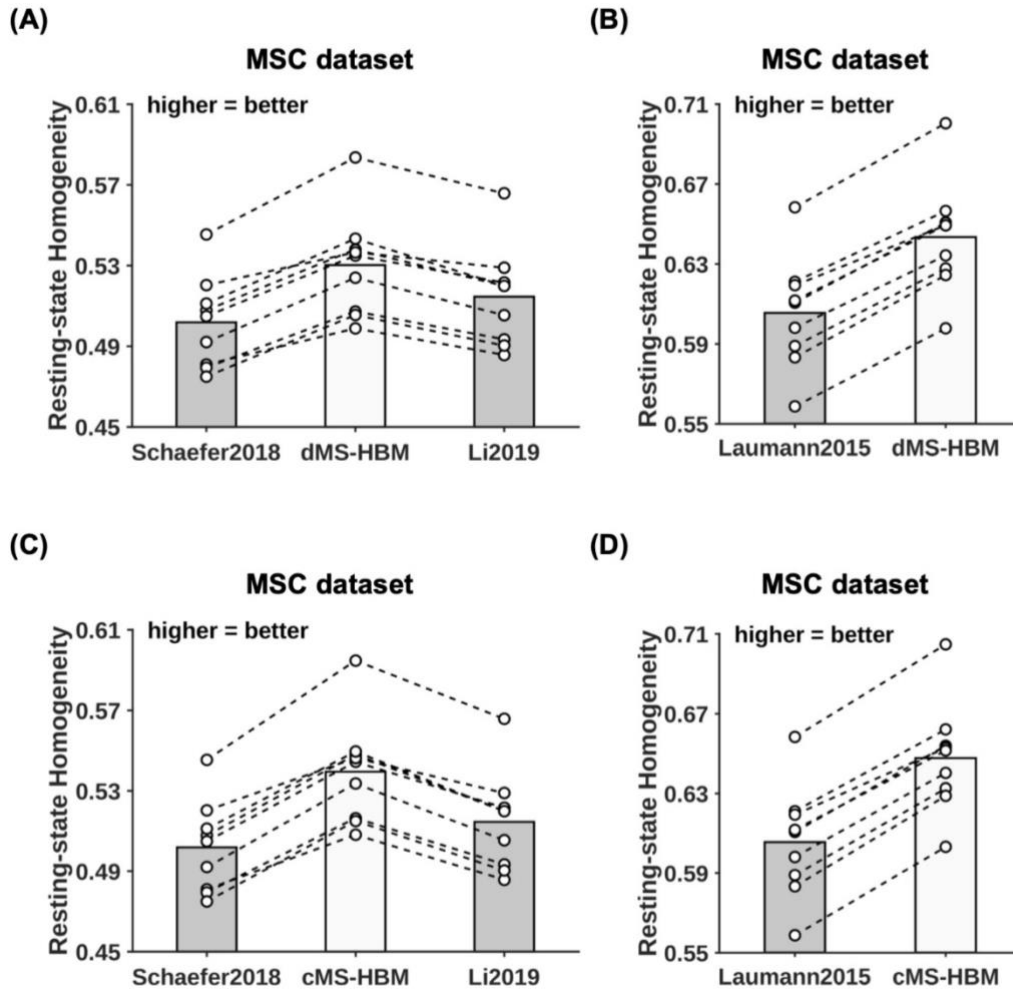 (A)
MSC dataset
higher = better
Resting-state Homogeneity
0.61
0.57
0.53
0.49
0.45
Schaefer2018 dMS-HBM Li2019
(B)
MSC dataset
higher = better
Resting-state Homogeneity
0.71
0.67
0.63
0.59
0.55
Laumann2015 dMS-HBM
(C)
MSC dataset
higher = better
Resting-state Homogeneity
0.61
0.57
0.53
0.49
0.45
Schaefer2018 cMS-HBM Li2019
(D)
MSC dataset
higher = better
Resting-state Homogeneity
0.71
0.67
0.63
0.59
0.55
Laumann2015 cMS-HBM